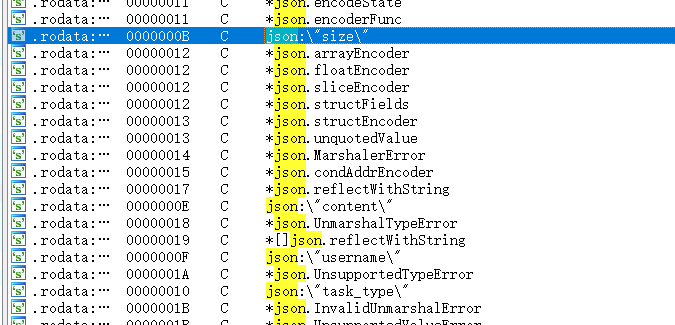 .rodata:… 00000011 C *json.encodeState
.rodata:… 00000011 C *json.encoderFunc
.rodata:… 0000000B C json:\"size\"
.rodata:… 00000012 C *json.arrayEncoder
.rodata:… 00000012 C *json.floatEncoder
.rodata:… 00000012 C *json.sliceEncoder
.rodata:… 00000012 C *json.structFields
.rodata:… 00000013 C *json.structEncoder
.rodata:… 00000013 C *json.unquotedValue
.rodata:… 00000014 C *json.MarshalerError
.rodata:… 00000015 C *json.condAddrEncoder
.rodata:… 00000017 C *json.reflectWithString
.rodata:… 0000000E C json:\"content\"
.rodata:… 00000018 C *json.UnmarshalTypeError
.rodata:… 00000019 C *[]json.reflectWithString
.rodata:… 0000000F C json:\"username\"
.rodata:… 0000001A C *json.UnsupportedTypeError
.rodata:… 00000010 C json:\"task_type\"
.rodata:… 0000001B C *json.InvalidUnmarshalError
.rodata:… 0000001B C *json.UnsupportedValueError